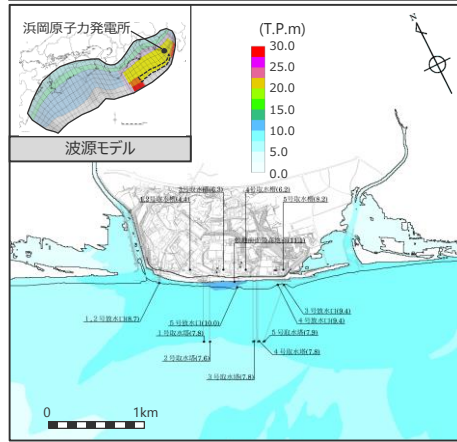 浜岡原子力発電所
波源モデル
(T.P.m)
30.0
25.0
20.0
15.0
10.0
5.0
0.0
N
3号取水槽(6.3)
4号取水槽(6.2)
1,2号取水槽(4.4)
5号取水槽(8.2)
1,2号放水口(8.7)
5号放水口(10.0)
3号放水口(9.4)
4号放水口(9.4)
1号取水塔(7.8)
5号取水塔(7.9)
2号取水塔(7.6)
4号取水塔(7.8)
3号取水塔(7.8)
0 1km